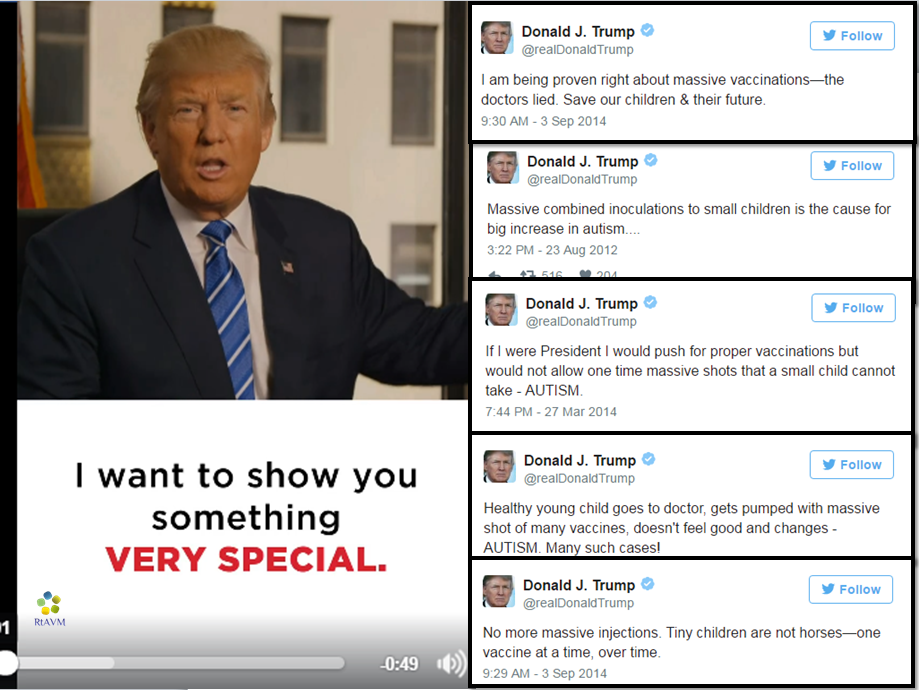 I want to show you
something
VERY SPECIAL.
RtAVM
-0:49
Donald J. Trump
Follow
@realDonaldTrump
I am being proven right about massive vaccinations—the
doctors lied. Save our children & their future.
9:30 AM - 3 Sep 2014
Donald J. Trump
Follow
@realDonaldTrump
Massive combined inoculations to small children is the cause for
big increase in autism....
3:22 PM - 23 Aug 2012
516 204
Donald J. Trump
Follow
@realDonaldTrump
If I were President I would push for proper vaccinations but
would not allow one time massive shots that a small child cannot
take - AUTISM.
7:44 PM - 27 Mar 2014
Donald J. Trump
Follow
@realDonaldTrump
Healthy young child goes to doctor, gets pumped with massive
shot of many vaccines, doesn't feel good and changes -
AUTISM. Many such cases!
Donald J. Trump
Follow
@realDonaldTrump
No more massive injections. Tiny children are not horses—one
vaccine at a time, over time.
9:29 AM - 3 Sep 2014